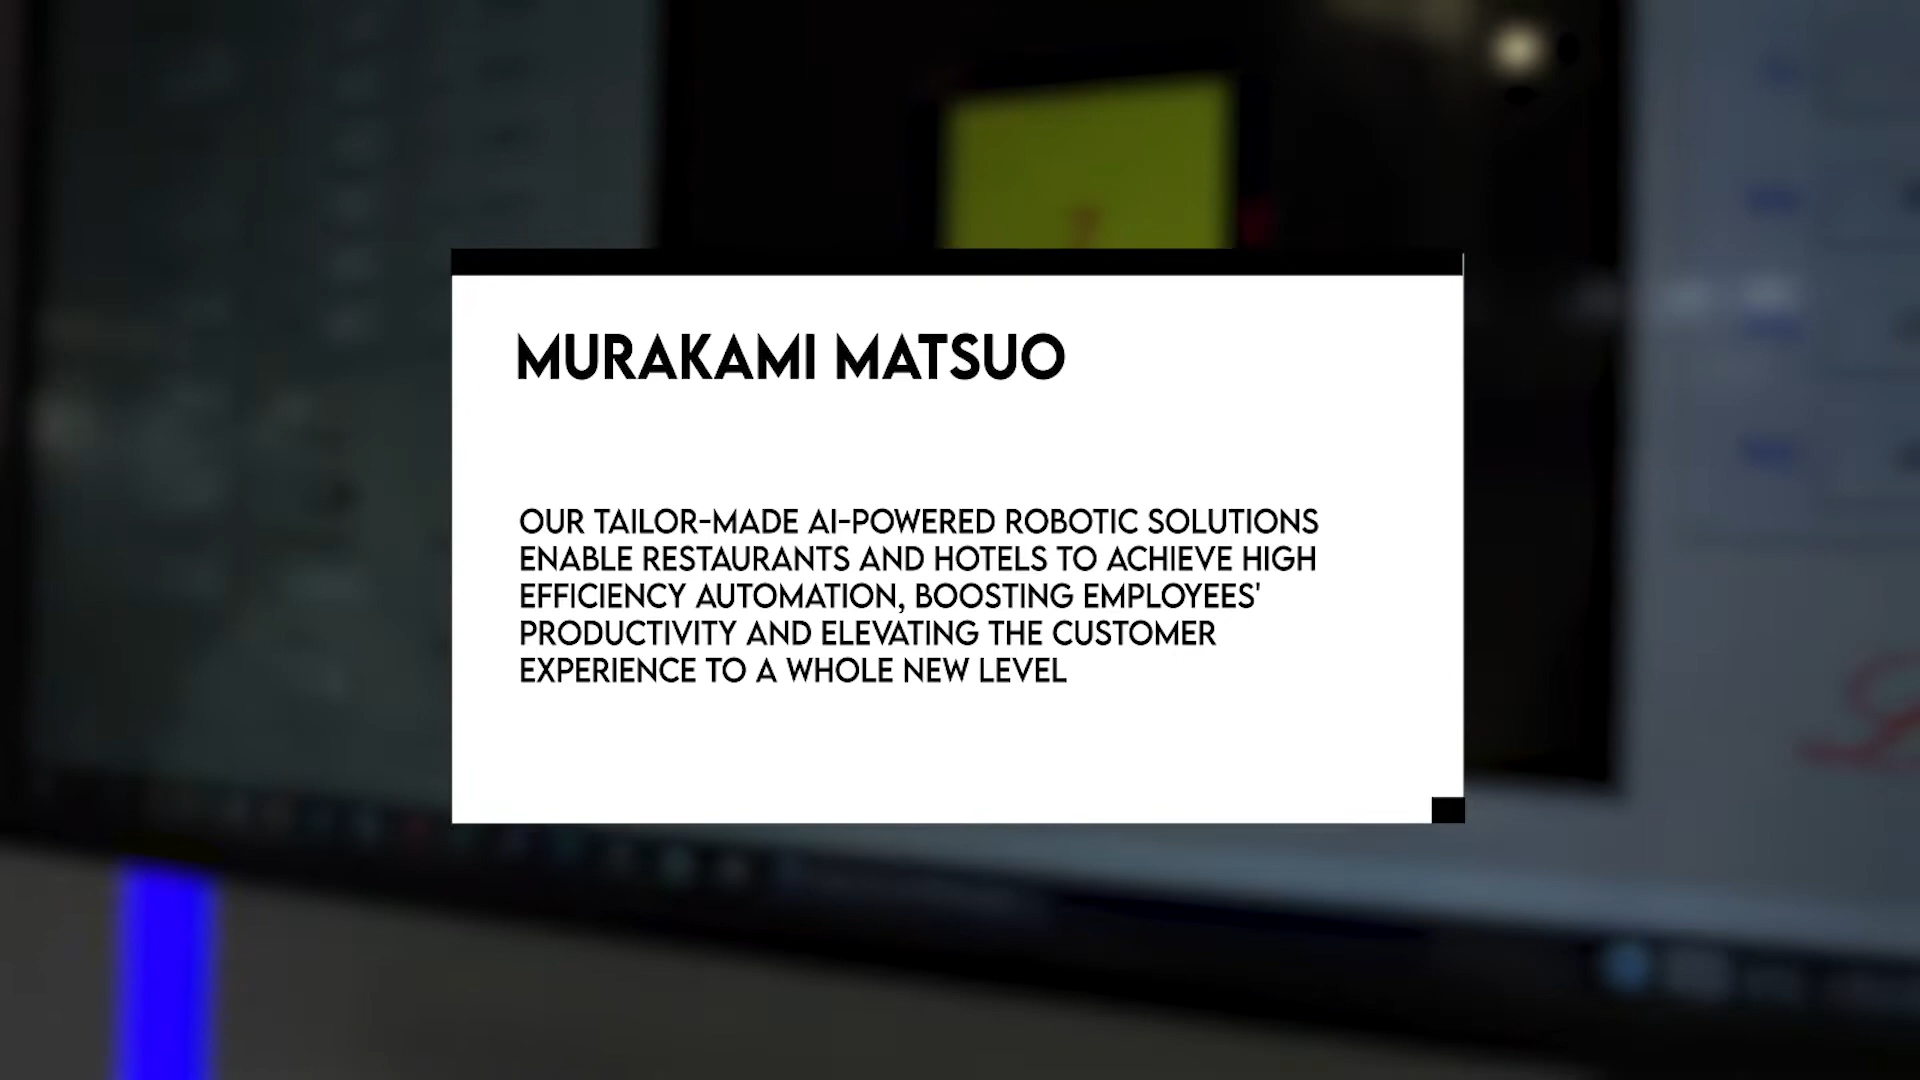 MURAKAMI MATSUO
OUR TAILOR-MADE AI-POWERED ROBOTIC SOLUTIONS
ENABLE RESTAURANTS AND HOTELS TO ACHIEVE HIGH
EFFICIENCY AUTOMATION, BOOSTING EMPLOYEES'
PRODUCTIVITY AND ELEVATING THE CUSTOMER
EXPERIENCE TO A WHOLE NEW LEVEL